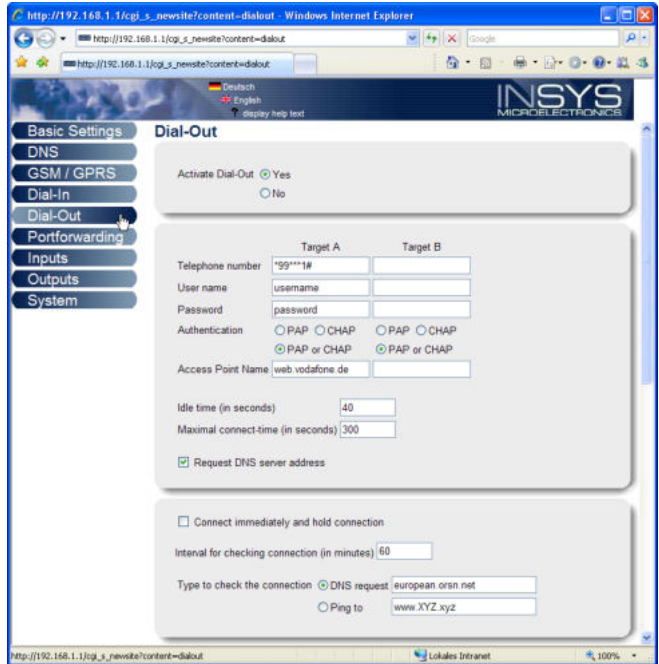 http://192.168.1.1/cgi_s_newsite?content=dialout - Windows Internet Explorer
http://192.168.1.1/cgi_s_newsite?content=dialout
Google
http://192.168.1.1/cgi_s_newsite?content=dialout
Deutsch
English
? display help text
INSYS
MICROELECTRONICS
Basic Settings
DNS
GSM / GPRS
Dial-In
Dial-Out
Portforwarding
Inputs
Outputs
System
Dial-Out
Activate Dial-Out Yes
No
Target A Target B
Telephone number *99***1#
User name username
Password password
Authentication PAP CHAP PAP CHAP
PAP or CHAP PAP or CHAP
Access Point Name web.vodafone.de
Idle time (in seconds) 40
Maximal connect-time (in seconds) 300
Request DNS server address
Connect immediately and hold connection
Interval for checking connection (in minutes) 60
Type to check the connection DNS request european.orsn.net
Ping to www.XYZ.xyz
http://192.168.1.1/cgi_s_newsite?content=dialout Lokales Intranet 100%